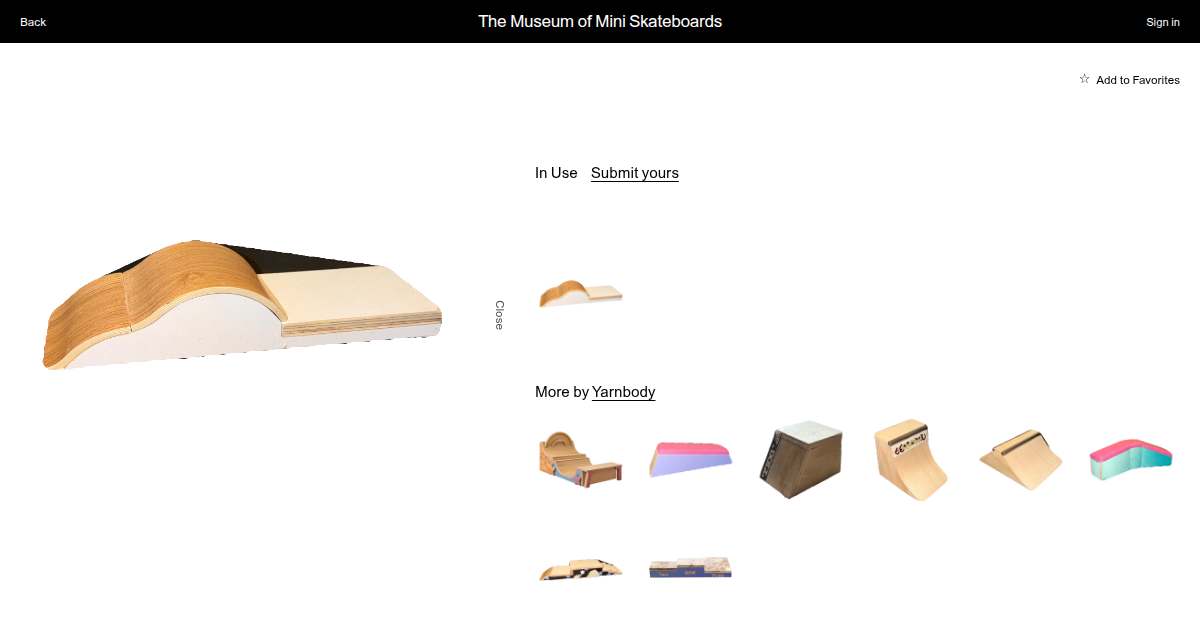 Back
The Museum of Mini Skateboards
Sign in
☆ Add to Favorites
In Use Submit yours
Close
More by Yarnbody